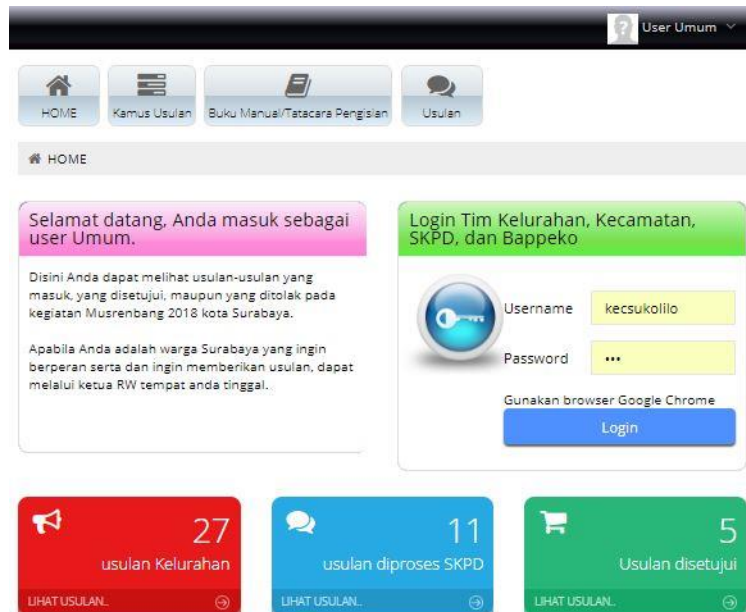 User Umum
HOME
Kamus Usulan
Buku Manual/Tatacara Pengisian
Usulan
HOME
Selamat datang, Anda masuk sebagai
user Umum.
Disini Anda dapat melihat usulan-usulan yang
masuk, yang disetujui, maupun yang ditolak pada
kegiatan Musrenbang 2018 kota Surabaya.
Apabila Anda adalah warga Surabaya yang ingin
berperan serta dan ingin memberikan usulan, dapat
melalui ketua RW tempat anda tinggal.
Login Tim Kelurahan, Kecamatan,
SKPD, dan Bappeko
Username
kecsukolilo
Password
•••
Gunakan browser Google Chrome
Login
27
usulan Kelurahan
LIHAT USULAN..
11
usulan diproses SKPD
LIHAT USULAN..
5
Usulan disetujui
LIHAT USULAN..